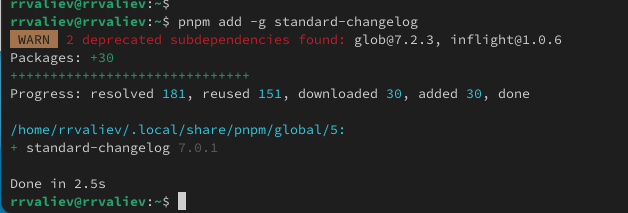 rrvaliev@rrvaliev:~$
rrvaliev@rrvaliev:~$ pnpm add -g standard-changelog
WARN 2 deprecated subdependencies found: glob@7.2.3, inflight@1.0.6
Packages: +30
++++++++++++++++++++++++++++++
Progress: resolved 181, reused 151, downloaded 30, added 30, done
/home/rrvaliev/.local/share/pnpm/global/5:
+ standard-changelog 7.0.1
Done in 2.5s
rrvaliev@rrvaliev:~$